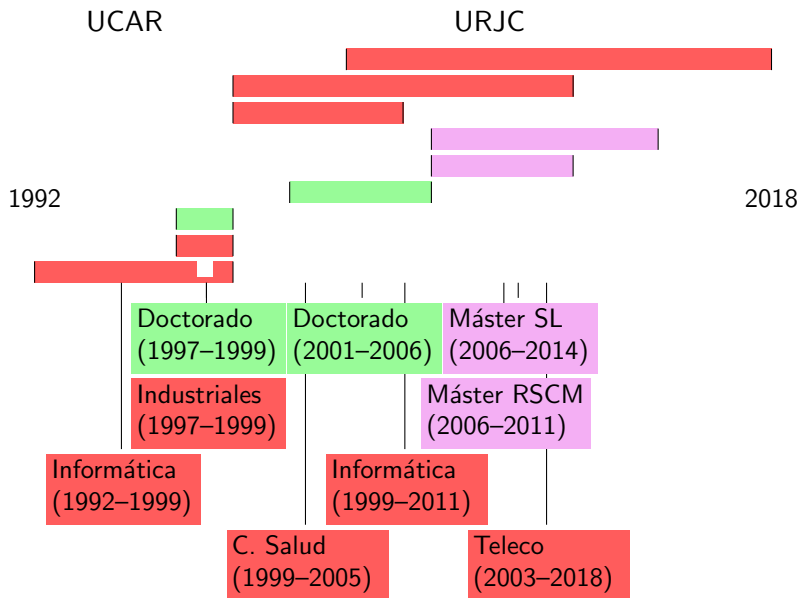 UCAR
URJC
1992
2018
Doctorado
(1997–1999)
Doctorado
(2001–2006)
Máster SL
(2006–2014)
Industriales
(1997–1999)
Máster RSCM
(2006–2011)
Informática
(1992–1999)
Informática
(1999–2011)
C. Salud
(1999–2005)
Teleco
(2003–2018)